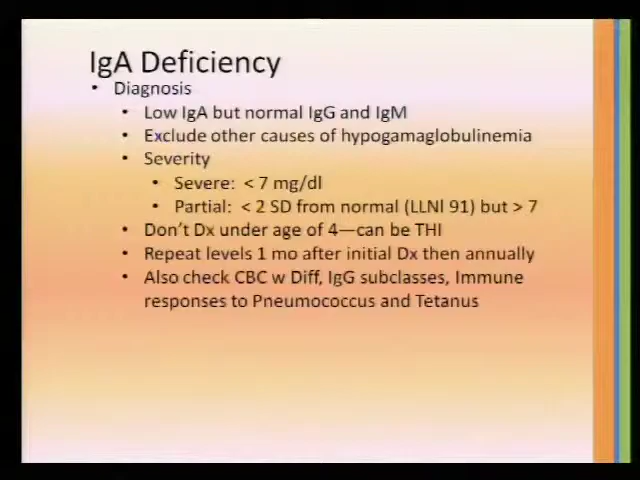 IgA Deficiency
• Diagnosis
• Low IgA but normal IgG and IgM
• Exclude other causes of hypogamaglobulinemia
• Severity
• Severe: < 7 mg/dl
• Partial: < 2 SD from normal (LLNl 91) but > 7
• Don't Dx under age of 4—can be THI
• Repeat levels 1 mo after initial Dx then annually
• Also check CBC w Diff, IgG subclasses, Immune
responses to Pneumococcus and Tetanus